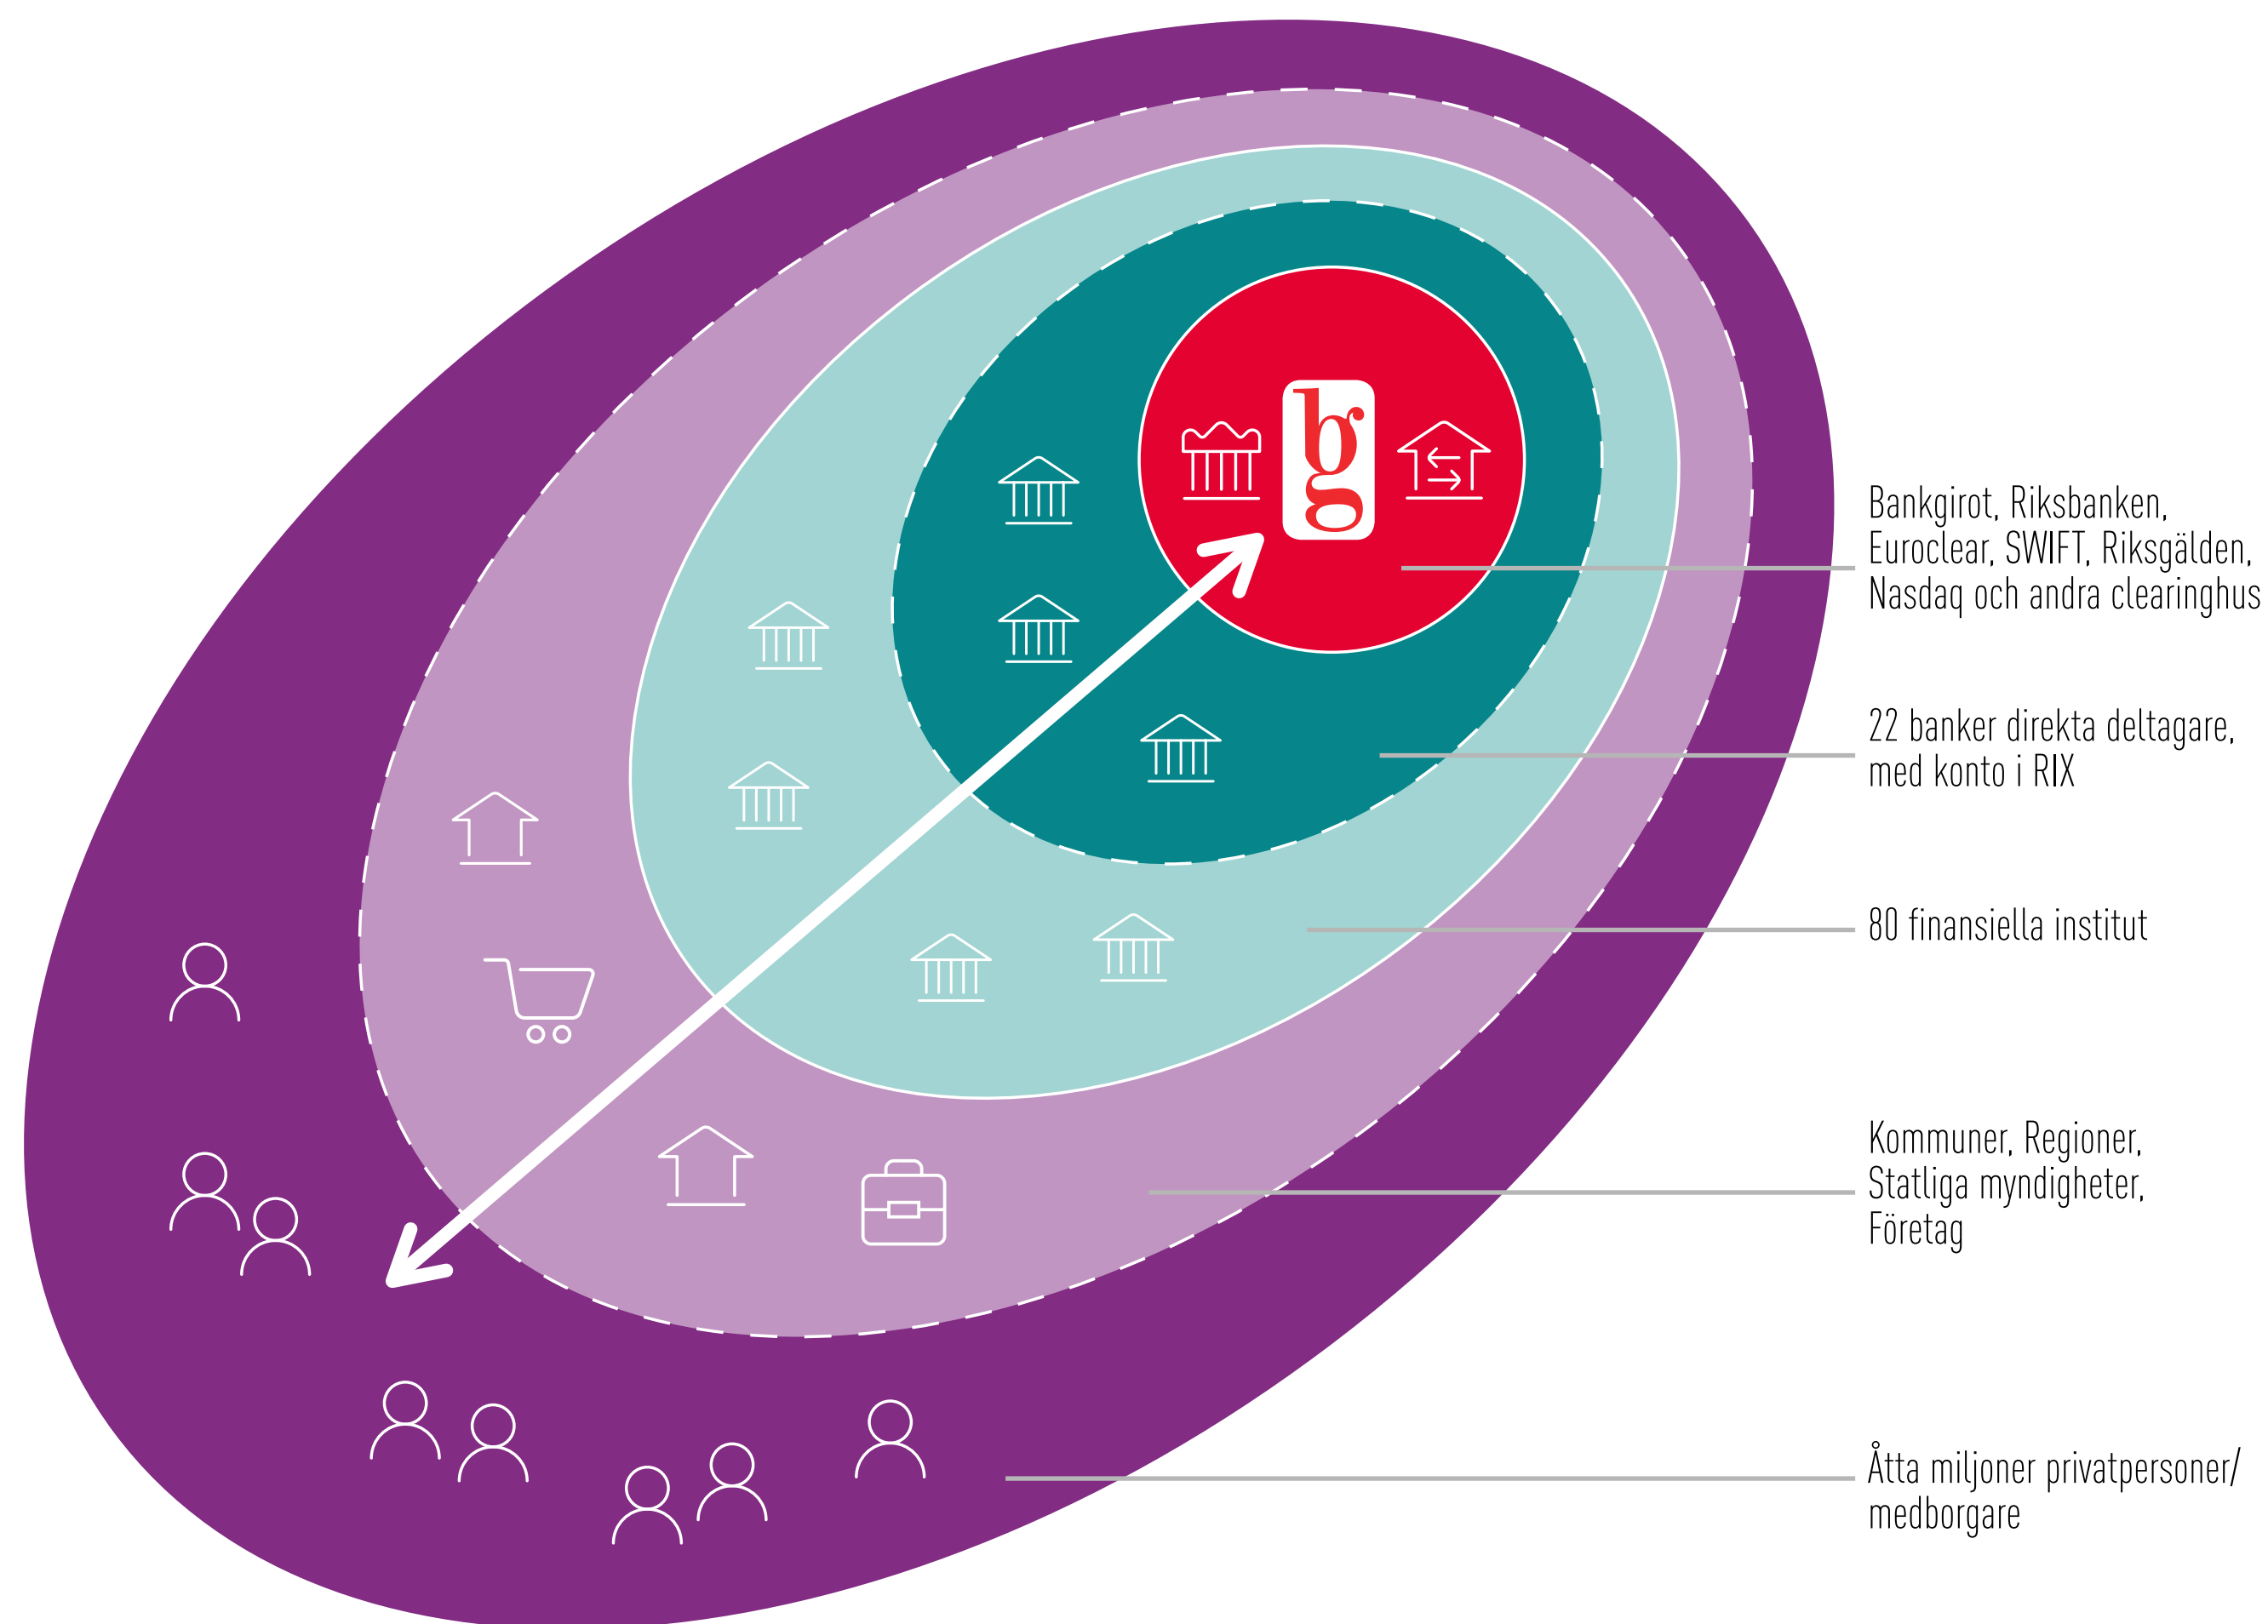 bg
Bankgirot, Riksbanken,
Euroclear, SWIFT, Riksgälden,
Nasdaq och andra clearinghus
22 banker direkta deltagare,
med konto i RIX
80 finansiella institut
Kommuner, Regioner,
Statliga myndigheter,
Företag
Åtta miljoner privatpersoner/
medborgare